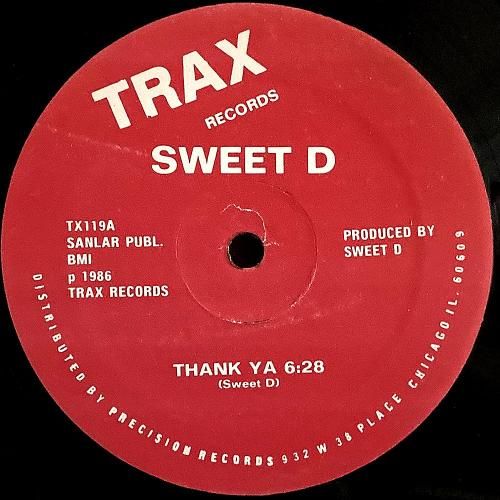 TRAX
RECORDS
SWEET D
TX119A
SANLAR PUBL.
BMI
p 1986
TRAX RECORDS
PRODUCED BY
SWEET D
THANK YA 6:28
(Sweet D)
DISTRIBUTED BY PRECISION RECORDS 932 W 38 PLACE CHICAGO IL. 60609